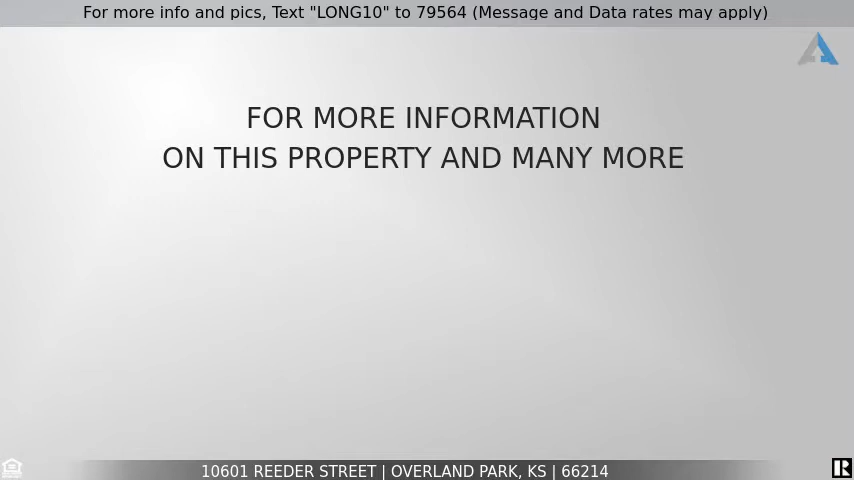 For more info and pics, Text "LONG10" to 79564 (Message and Data rates may apply)
FOR MORE INFORMATION
ON THIS PROPERTY AND MANY MORE
10601 REEDER STREET | OVERLAND PARK, KS | 66214